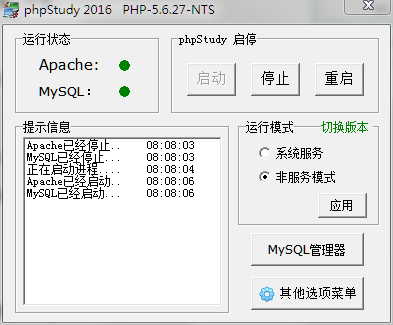 phpStudy 2016 PHP-5.6.27-NTS
运行状态
Apache:
MySQL:
phpStudy 启停
启动 停止 重启
提示信息
Apache已经停止.. 08:08:03
MySQL已经停止... 08:08:03
正在启动进程.... 08:08:04
Apache已经启动.. 08:08:06
MySQL已经启动... 08:08:06
运行模式 切换版本
系统服务
非服务模式
应用
MySQL管理器
其他选项菜单